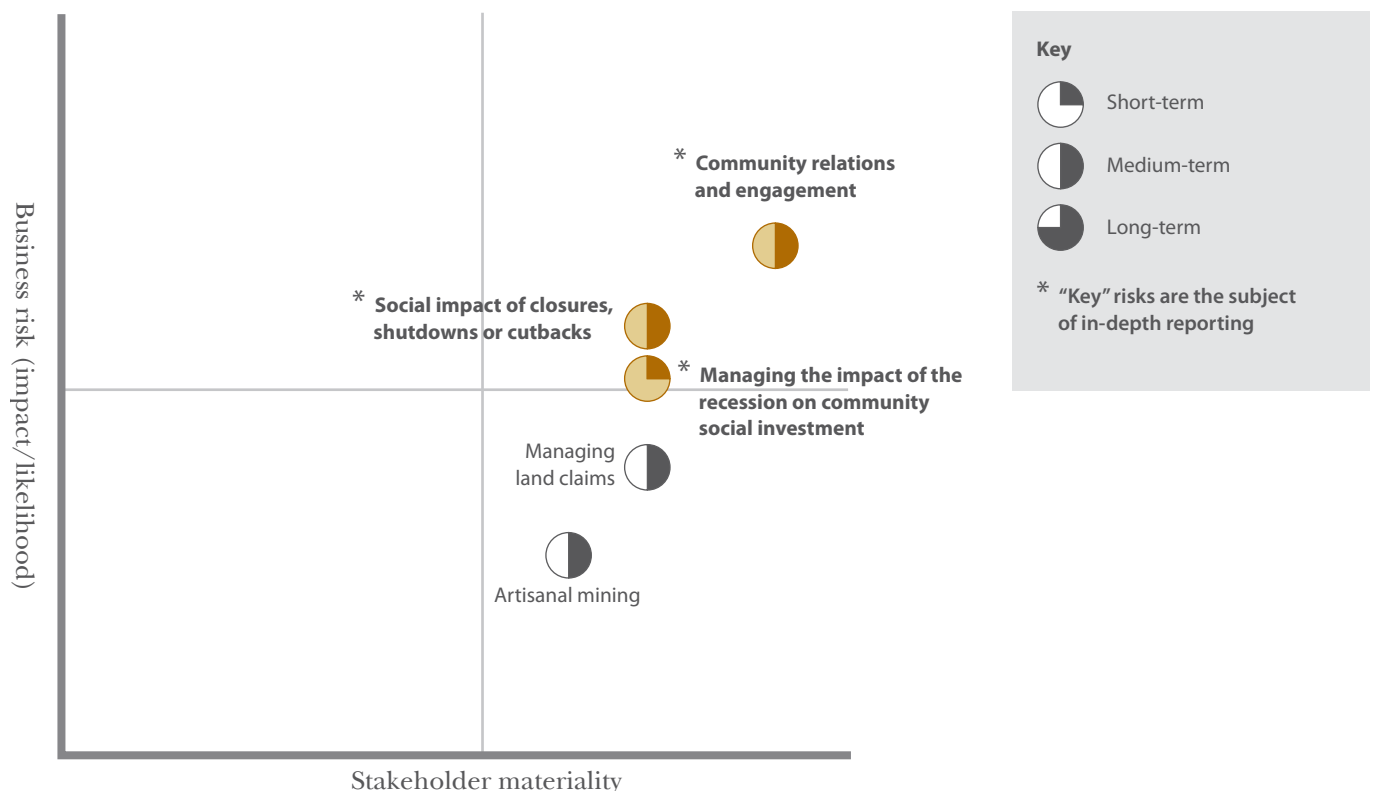 Key
Short-term
Medium-term
Long-term
* “Key” risks are the subject
of in-depth reporting
* Community relations
and engagement
* Social impact of closures,
shutdowns or cutbacks
* Managing the impact of the
recession on community
social investment
Managing
land claims
Artisanal mining
Business risk (impact/likelihood)
Stakeholder materiality